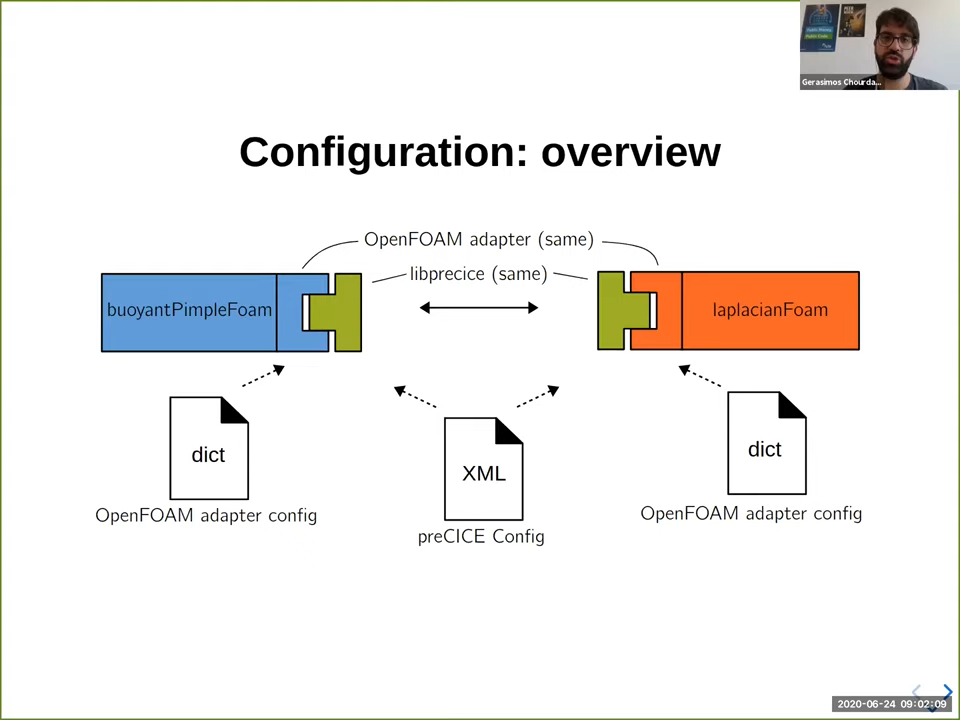 Gerasimos Chourda...
Configuration: overview
OpenFOAM adapter (same)
libprecice (same)
buoyantPimpleFoam
laplacianFoam
dict
XML
dict
OpenFOAM adapter config
preCICE Config
OpenFOAM adapter config
2020-06-24 09:02:09